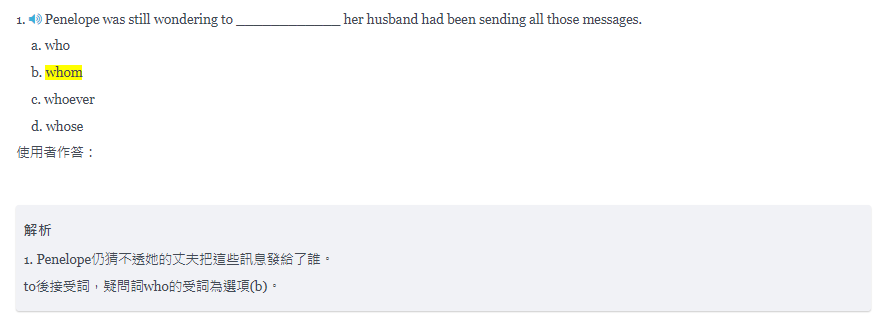 1. Penelope was still wondering to ______________ her husband had been sending all those messages.
a. who
b. whom
c. whoever
d. whose
使用者作答：
解析
1. Penelope仍猜不透她的丈夫把這些訊息發給了誰。
to後接受詞，疑問詞who的受詞為選項(b)。